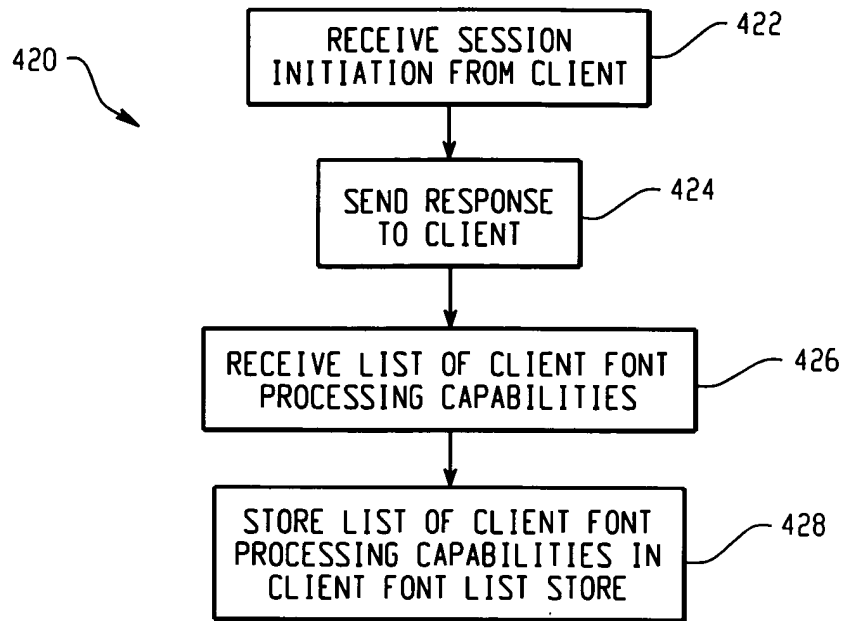 RECEIVE SESSION
INITIATION FROM CLIENT
422
420
SEND RESPONSE
TO CLIENT
424
RECEIVE LIST OF CLIENT FONT
PROCESSING CAPABILITIES
426
STORE LIST OF CLIENT FONT
PROCESSING CAPABILITIES IN
CLIENT FONT LIST STORE
428